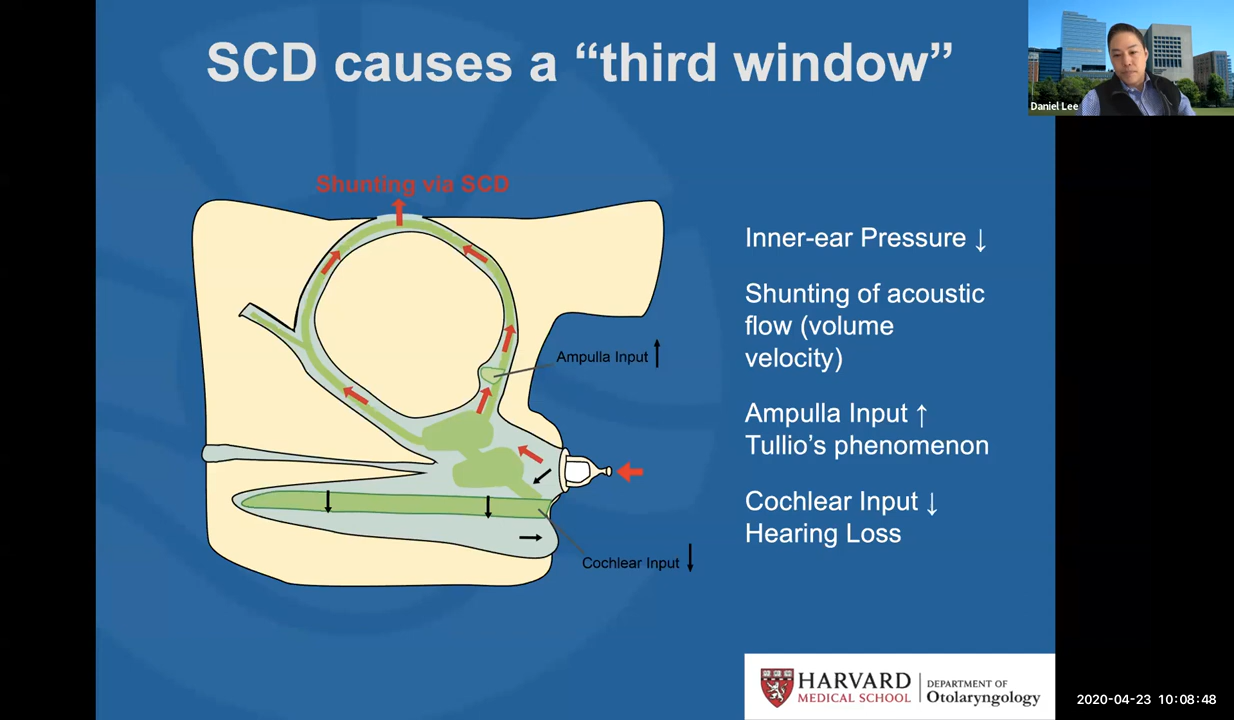 SCD causes a “third window”
Daniel Lee
Shunting via SCD
Ampulla Input ↑
Cochlear Input ↓
Inner-ear Pressure ↓
Shunting of acoustic
flow (volume
velocity)
Ampulla Input ↑
Tullio’s phenomenon
Cochlear Input ↓
Hearing Loss
HARVARD
MEDICAL SCHOOL
DEPARTMENT OF
Otolaryngology
2020-04-23 10:08:48